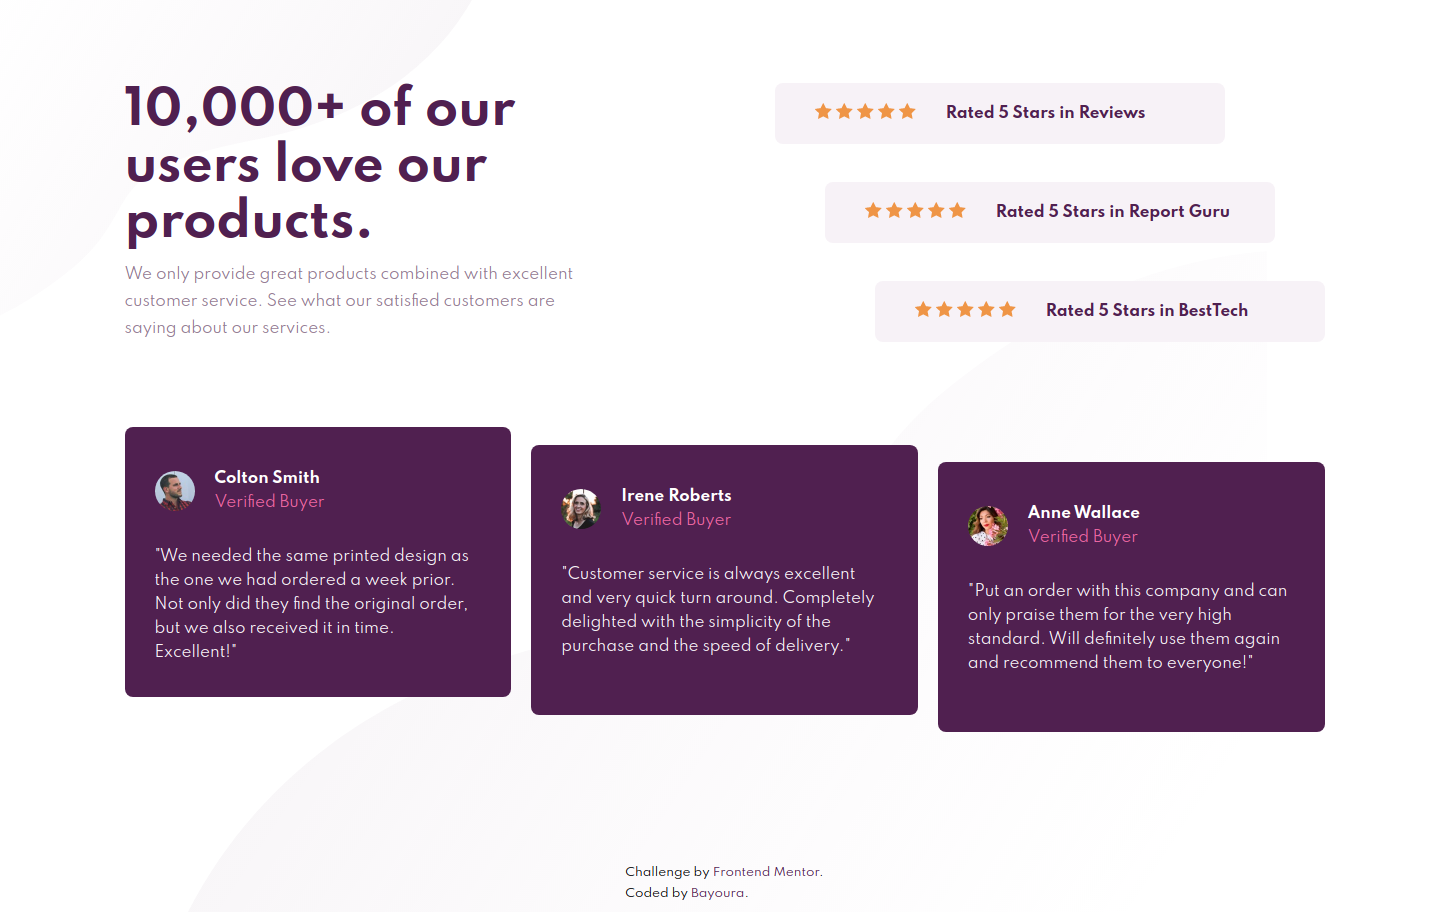 10,000+ of our
users love our
products.
We only provide great products combined with excellent
customer service. See what our satisfied customers are
saying about our services.
Rated 5 Stars in Reviews
Rated 5 Stars in Report Guru
Rated 5 Stars in BestTech
Colton Smith
Verified Buyer
"We needed the same printed design as
the one we had ordered a week prior.
Not only did they find the original order,
but we also received it in time.
Excellent!"
Irene Roberts
Verified Buyer
"Customer service is always excellent
and very quick turn around. Completely
delighted with the simplicity of the
purchase and the speed of delivery."
Anne Wallace
Verified Buyer
"Put an order with this company and can
only praise them for the very high
standard. Will definitely use them again
and recommend them to everyone!"
Challenge by Frontend Mentor.
Coded by Bayoura.